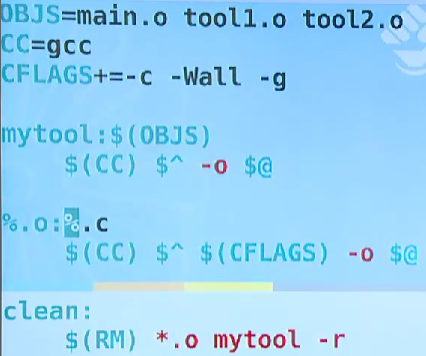 OBJS=main.o tool1.o tool2.o
CC=gcc
CFLAGS+=-c -Wall -g
mytool:$(OBJS)
$(CC) $^ -o $@
%.o:%.c
$(CC) $^ $(CFLAGS) -o $@
clean:
$(RM) *.o mytool -r